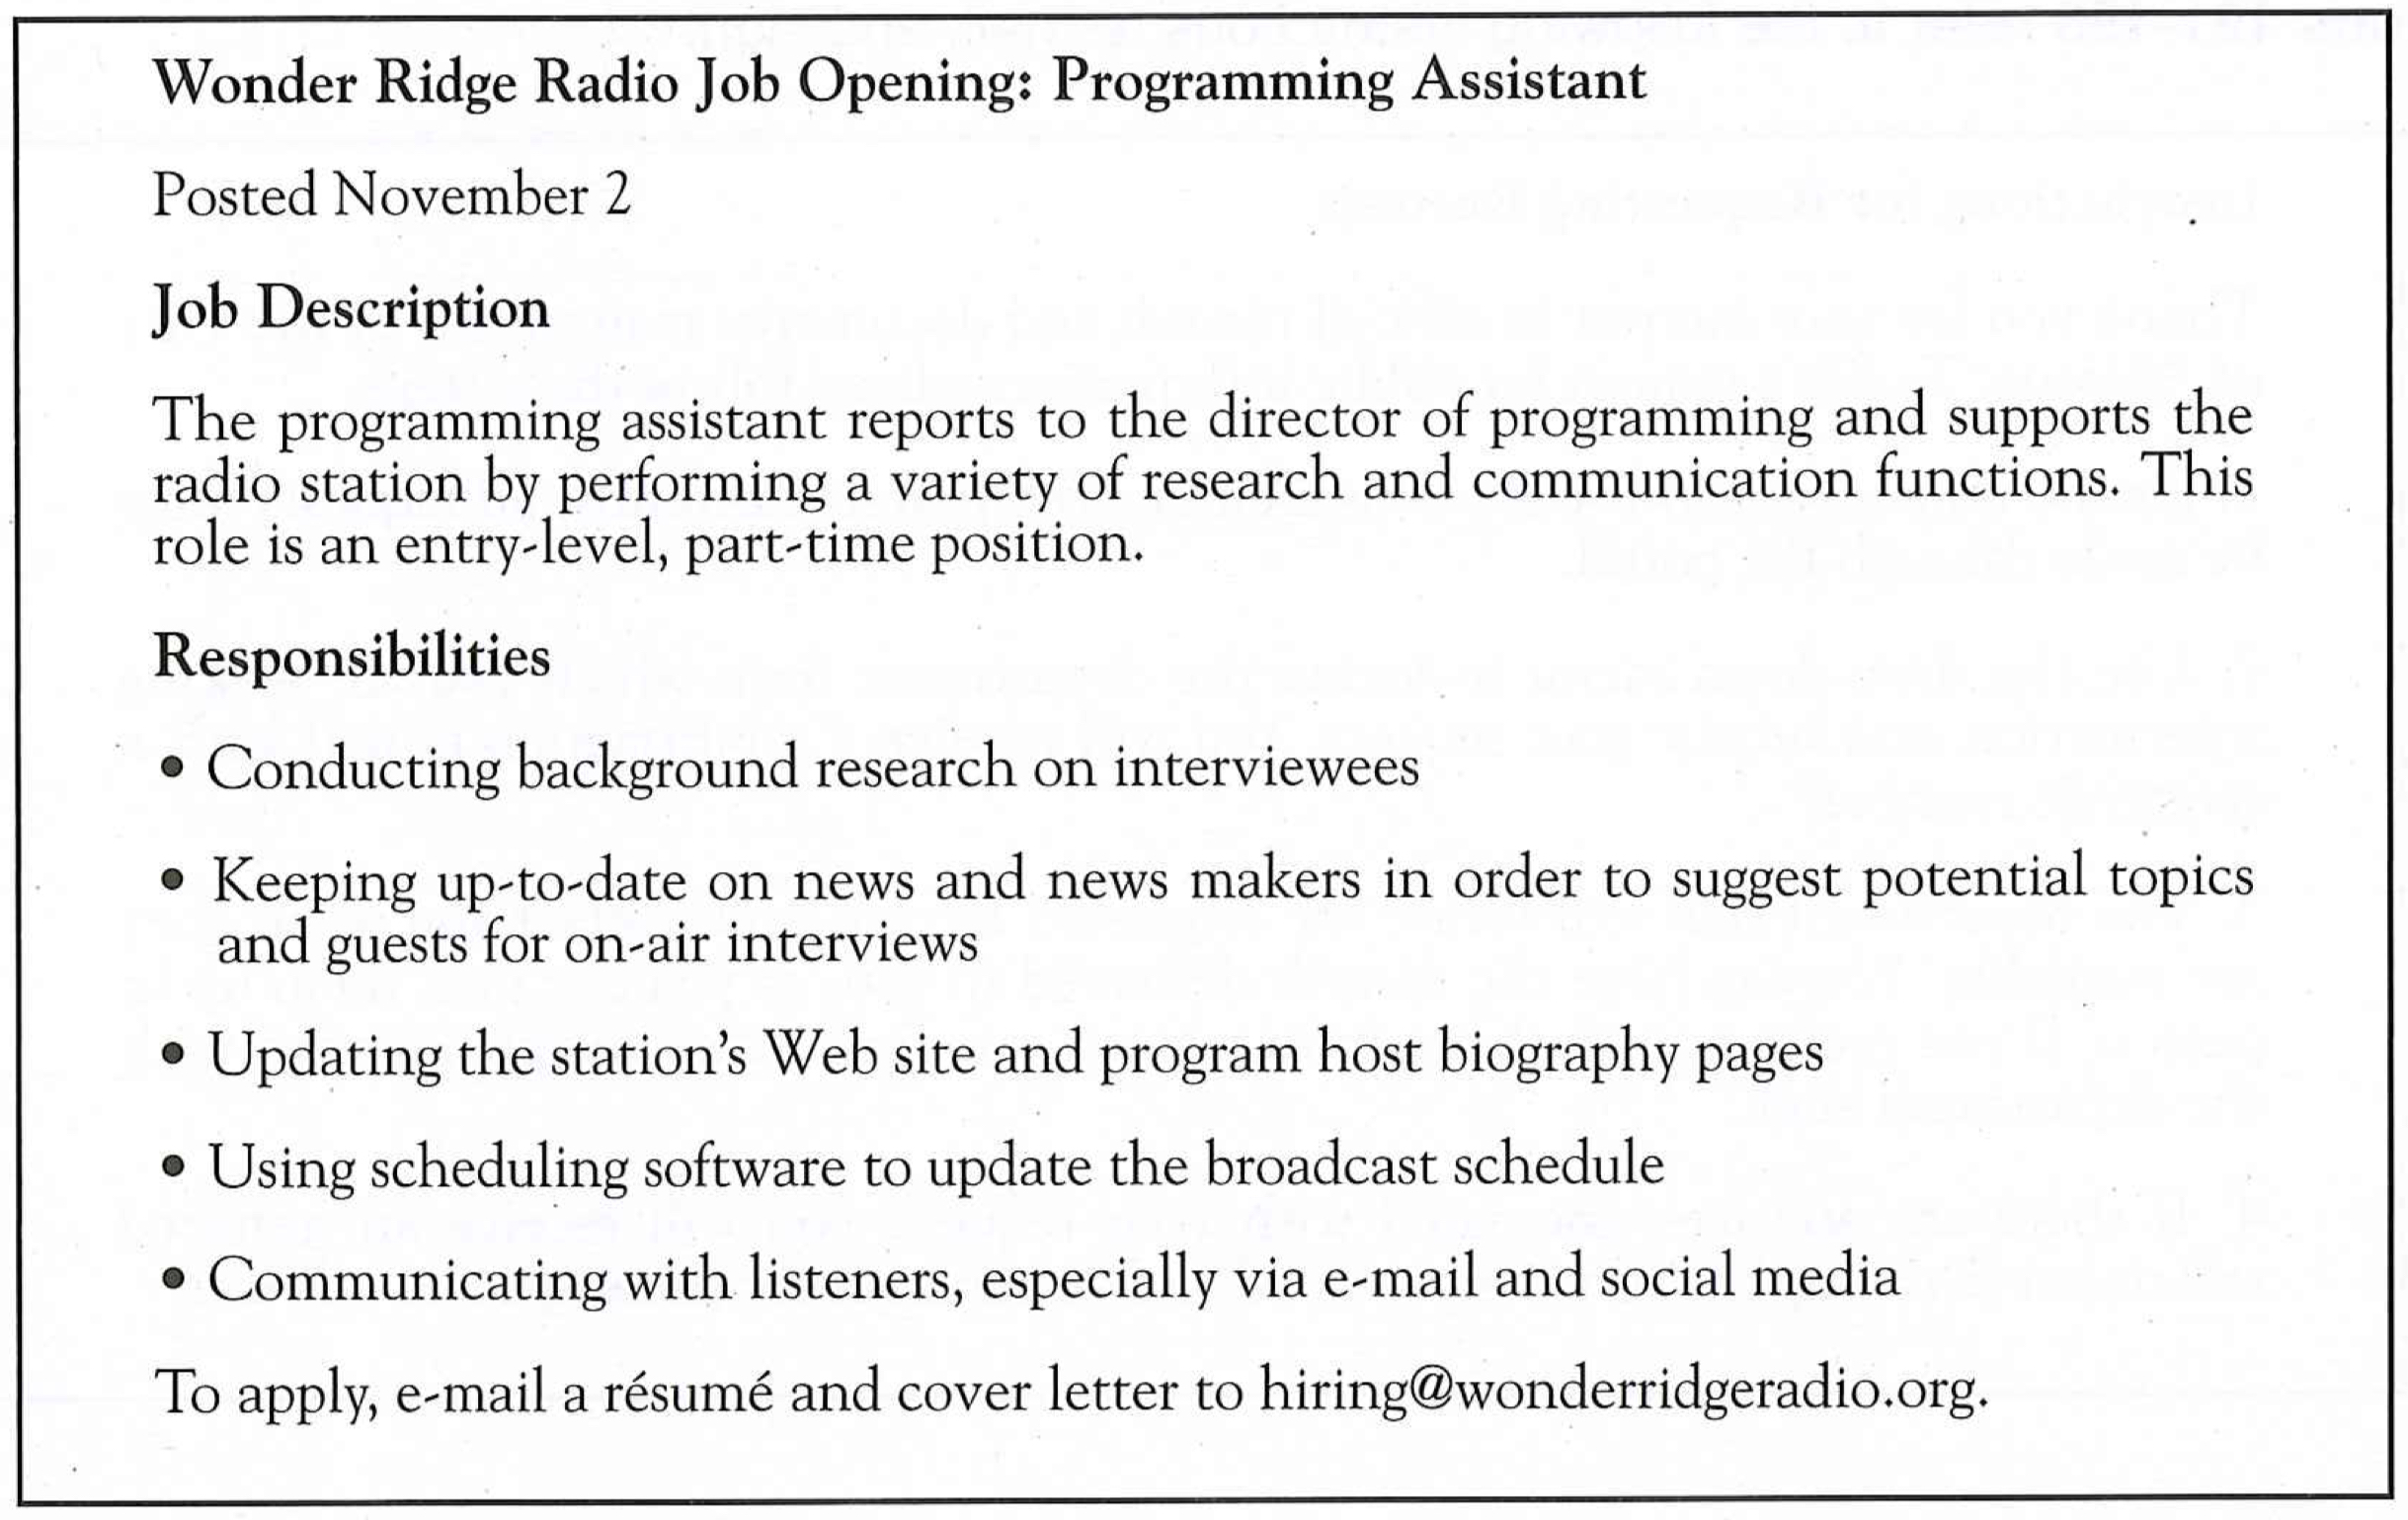 Wonder Ridge Radio Job Opening: Programming Assistant
Posted November 2
Job Description
The programming assistant reports to the director of programming and supports the
radio station by performing a variety of research and communication functions. This
role is an entry-level, part-time position.
Responsibilities
• Conducting background research on interviewees
• Keeping up-to-date on news and news makers in order to suggest potential topics
and guests for on-air interviews
• Updating the station's Web site and program host biography pages
• Using scheduling software to update the broadcast schedule
• Communicating with listeners, especially via e-mail and social media
To apply, e-mail a résumé and cover letter to hiring@wonderridgeradio.org.